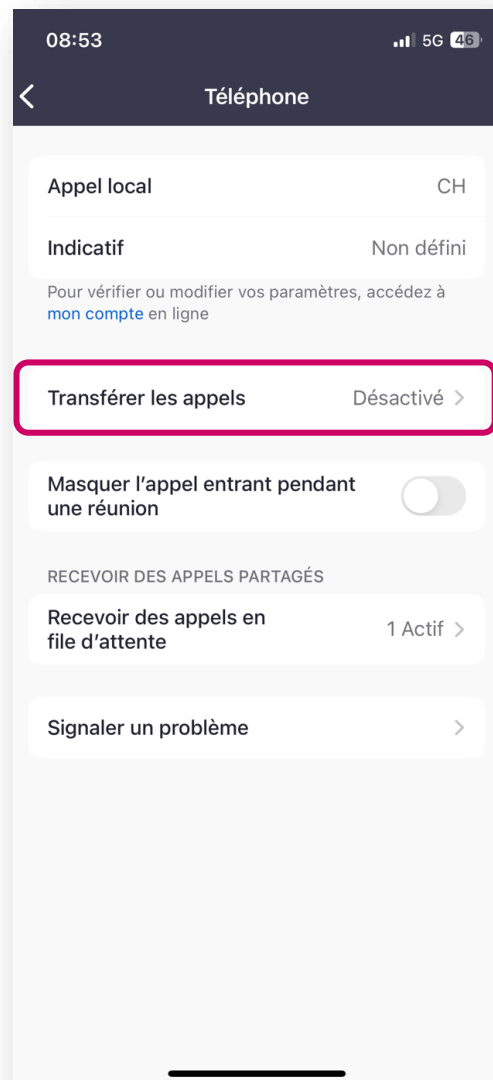 08:53 5G 46
Téléphone
Appel local CH
Indicatif Non défini
Pour vérifier ou modifier vos paramètres, accédez à
mon compte en ligne
Transférer les appels Désactivé
Masquer l'appel entrant pendant
une réunion
RECEVOIR DES APPELS PARTAGÉS
Recevoir des appels en
file d'attente 1 Actif
Signaler un problème